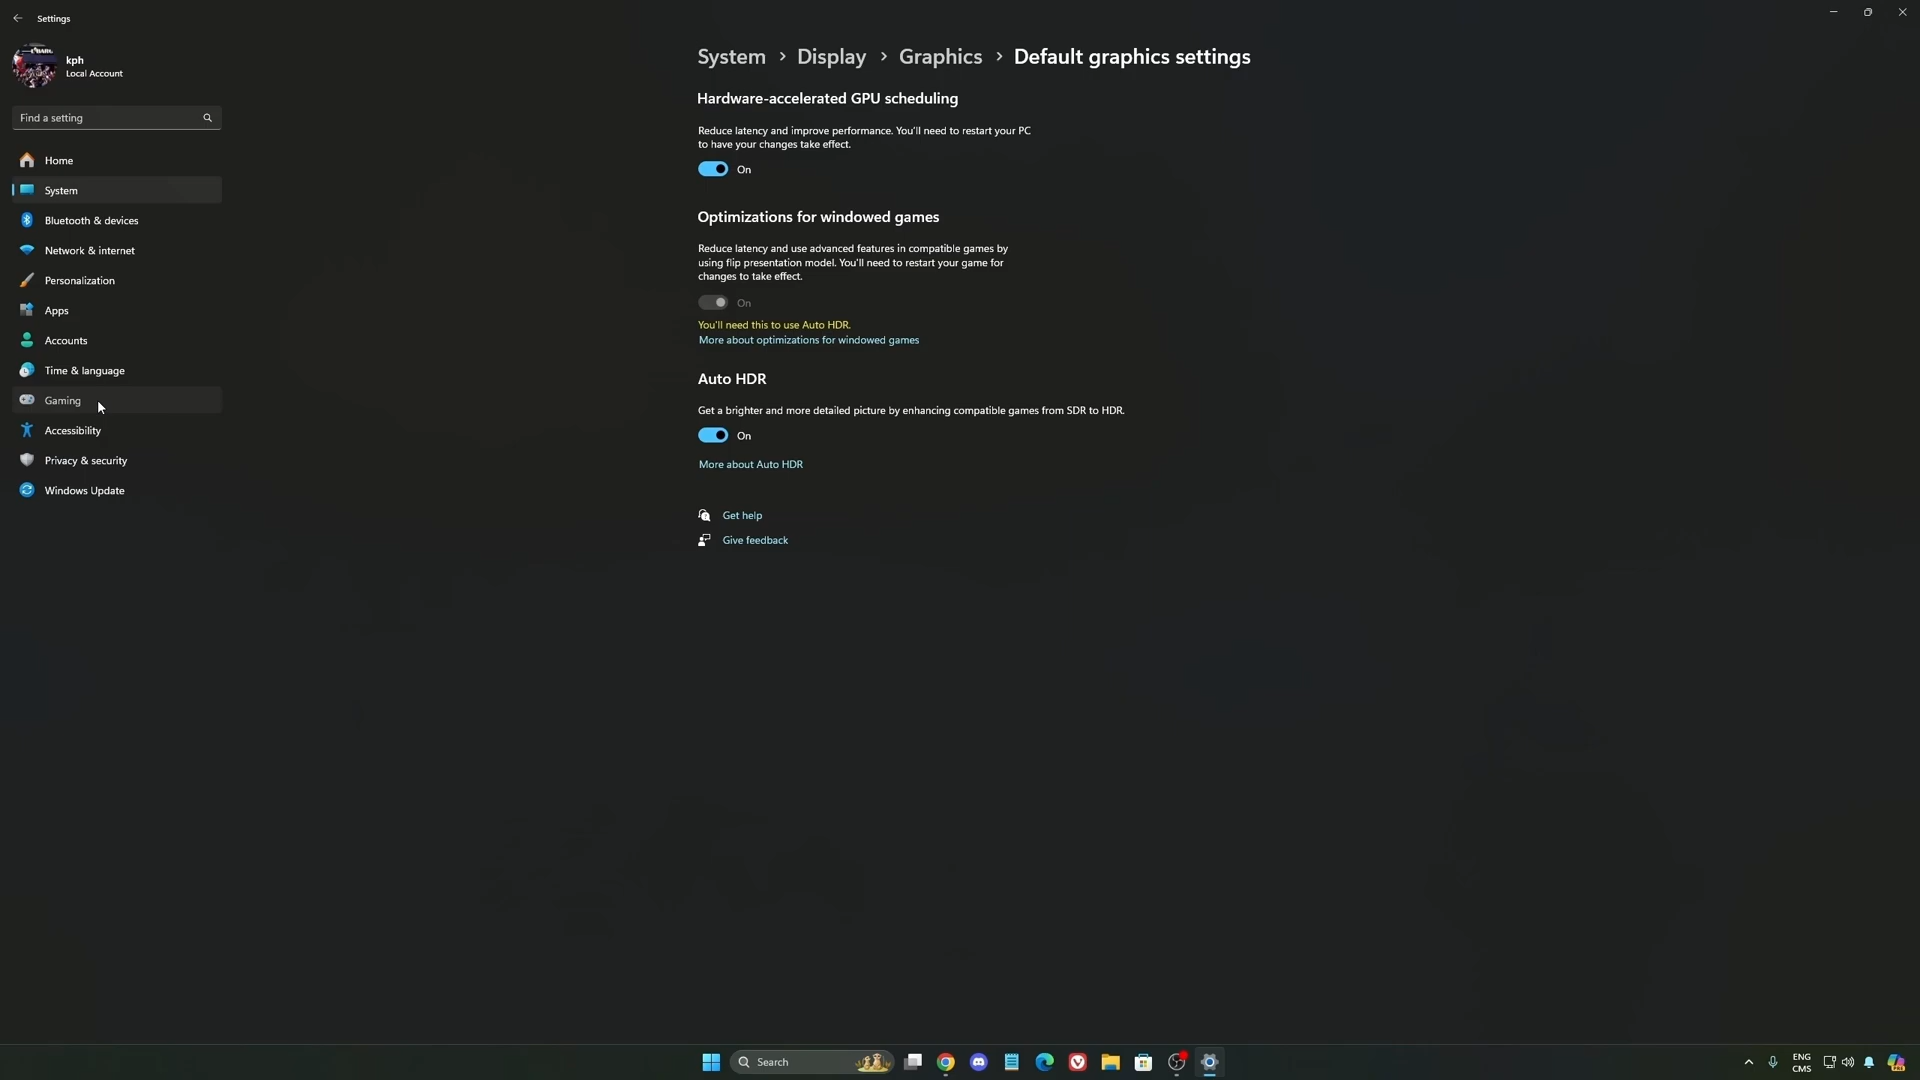 Settings
kph
Local Account
Find a setting
Home
System
Bluetooth & devices
Network & internet
Personalization
Apps
Accounts
Time & language
Gaming
Accessibility
Privacy & security
Windows Update
System > Display > Graphics > Default graphics settings
Hardware-accelerated GPU scheduling
Reduce latency and improve performance. You'll need to restart your PC
to have your changes take effect.
On
Optimizations for windowed games
Reduce latency and use advanced features in compatible games by
using flip presentation model. You'll need to restart your game for
changes to take effect.
On
You'll need this to use Auto HDR.
More about optimizations for windowed games
Auto HDR
Get a brighter and more detailed picture by enhancing compatible games from SDR to HDR.
On
More about Auto HDR
Get help
Give feedback
Search
ENG
CMS